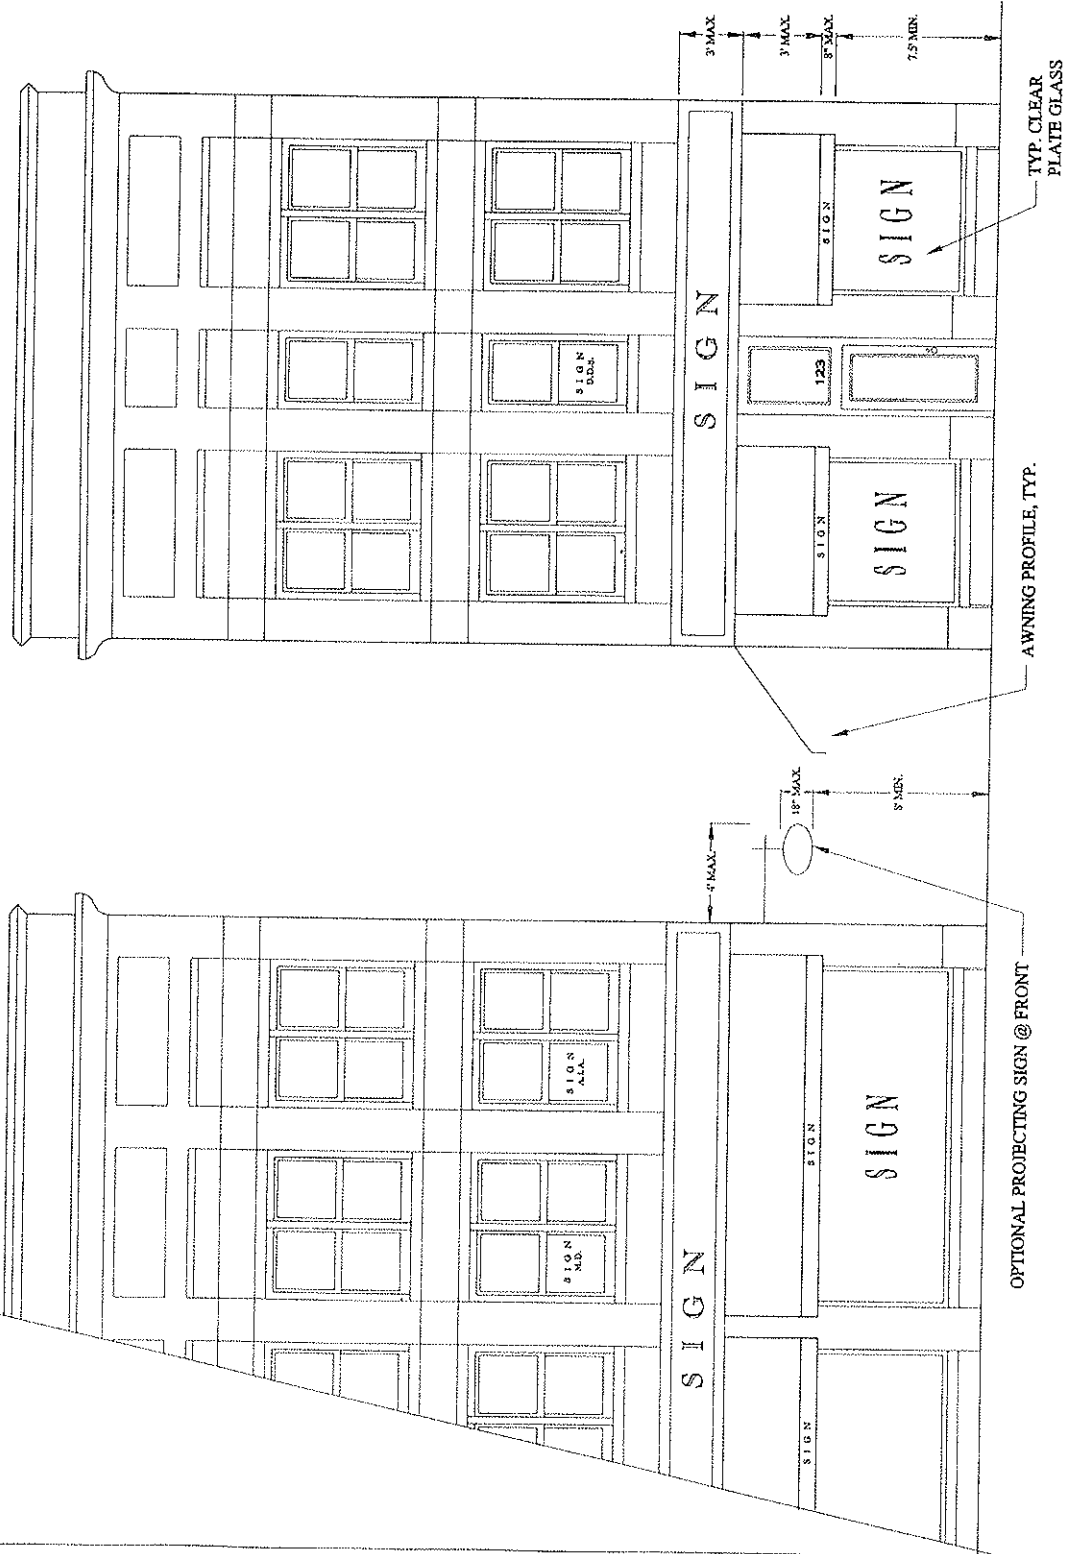 SIGN
M.D.
SIGN
A.I.A.
SIGN
D.D.S.
SIGN
SIGN
3' MAX.
4' MAX.
3' MAX.
18" MAX.
123
SIGN
SIGN
SIGN
SIGN
8" MAX.
SIGN
SIGN
SIGN
8' MIN.
7.5' MIN.
OPTIONAL PROJECTING SIGN @ FRONT
AWNING PROFILE, TYP.
TYP. CLEAR
PLATE GLASS